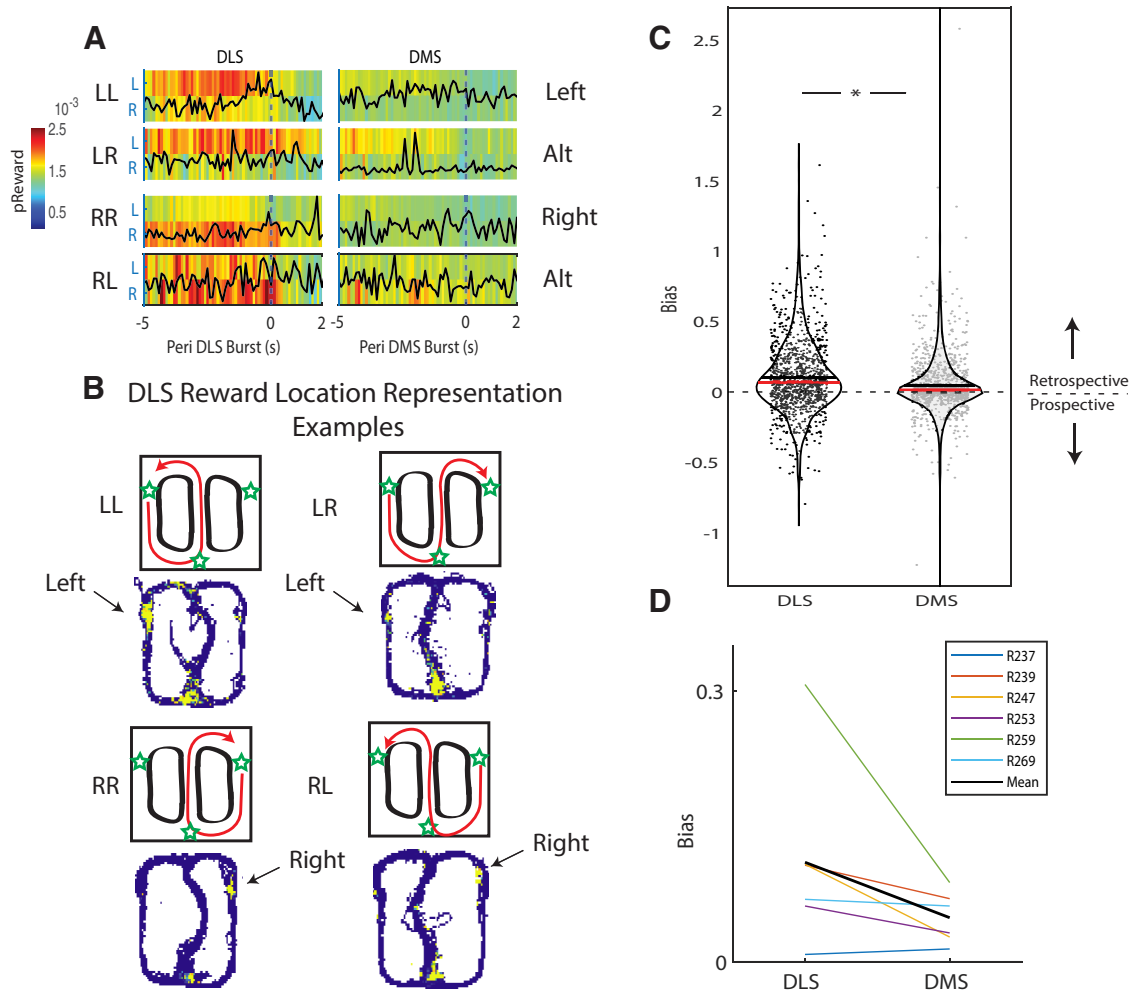 A
DLS
DMS
LL
L
R
Left
10^-3
2.5
1.5
0.5
pReward
LR
L
R
Alt
RR
L
R
Right
RL
L
R
Alt
-5
0
2
-5
0
2
Peri DLS Burst (s)
Peri DMS Burst (s)
B
DLS Reward Location Representation
Examples
LL
LR
Left
Left
RR
RL
Right
Right
C
2.5
2
1.5
1
0.5
0
-0.5
-1
Bias
*
Retrospective
Prospective
DLS
DMS
D
R237
R239
R247
R253
R259
R269
Mean
0.3
0
Bias
DLS
DMS